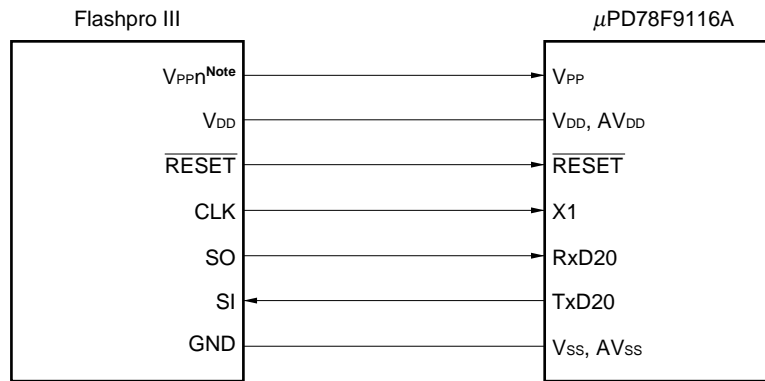 Flashpro III
μPD78F9116A
VPPnNote
VPP
VDD
VDD, AVDD
RESET
RESET
CLK
X1
SO
RxD20
SI
TxD20
GND
VSS, AVSS